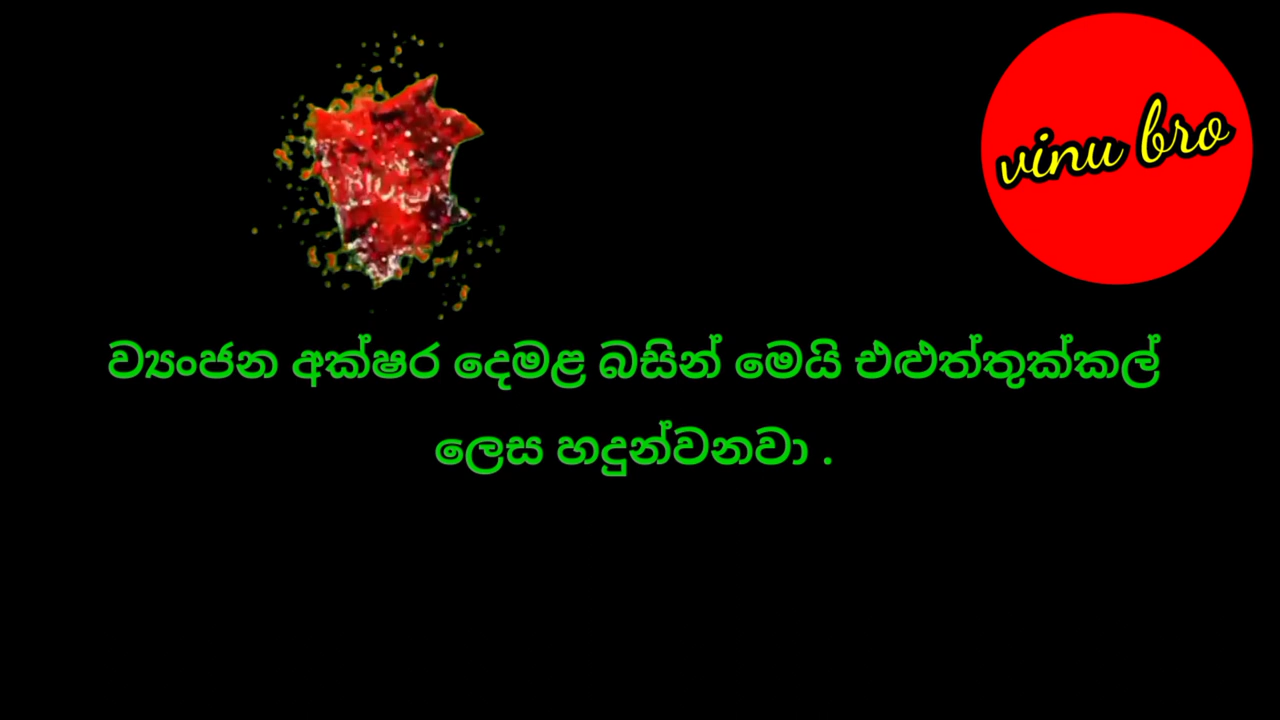 vinu bro
ව්‍යංජන අක්ෂර දෙමළ බසින් මෙයි එළුත්තුක්කල්
ලෙස හදුන්වනවා .